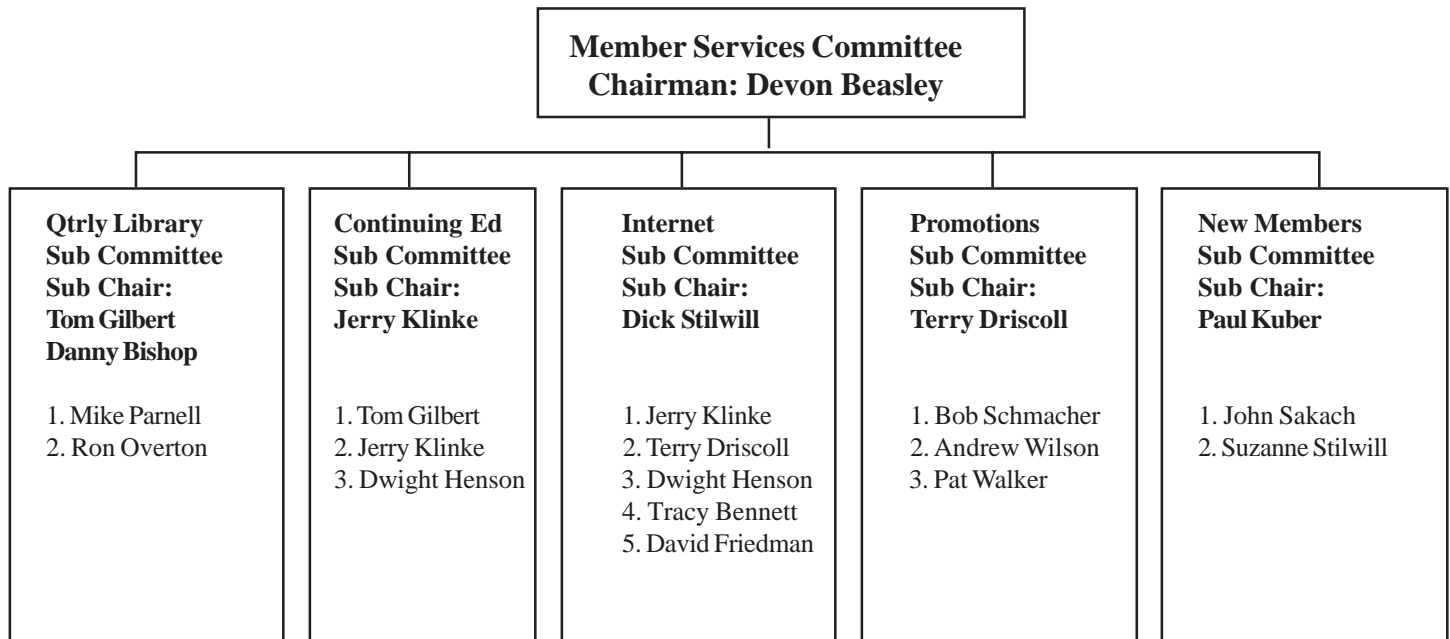 Member Services Committee
Chairman: Devon Beasley
Qtrly Library
Sub Committee
Sub Chair:
Tom Gilbert
Danny Bishop
1. Mike Parnell
2. Ron Overton
Continuing Ed
Sub Committee
Sub Chair:
Jerry Klinke
1. Tom Gilbert
2. Jerry Klinke
3. Dwight Henson
Internet
Sub Committee
Sub Chair:
Dick Stilwill
1. Jerry Klinke
2. Terry Driscoll
3. Dwight Henson
4. Tracy Bennett
5. David Friedman
Promotions
Sub Committee
Sub Chair:
Terry Driscoll
1. Bob Schmacher
2. Andrew Wilson
3. Pat Walker
New Members
Sub Committee
Sub Chair:
Paul Kuber
1. John Sakach
2. Suzanne Stilwill